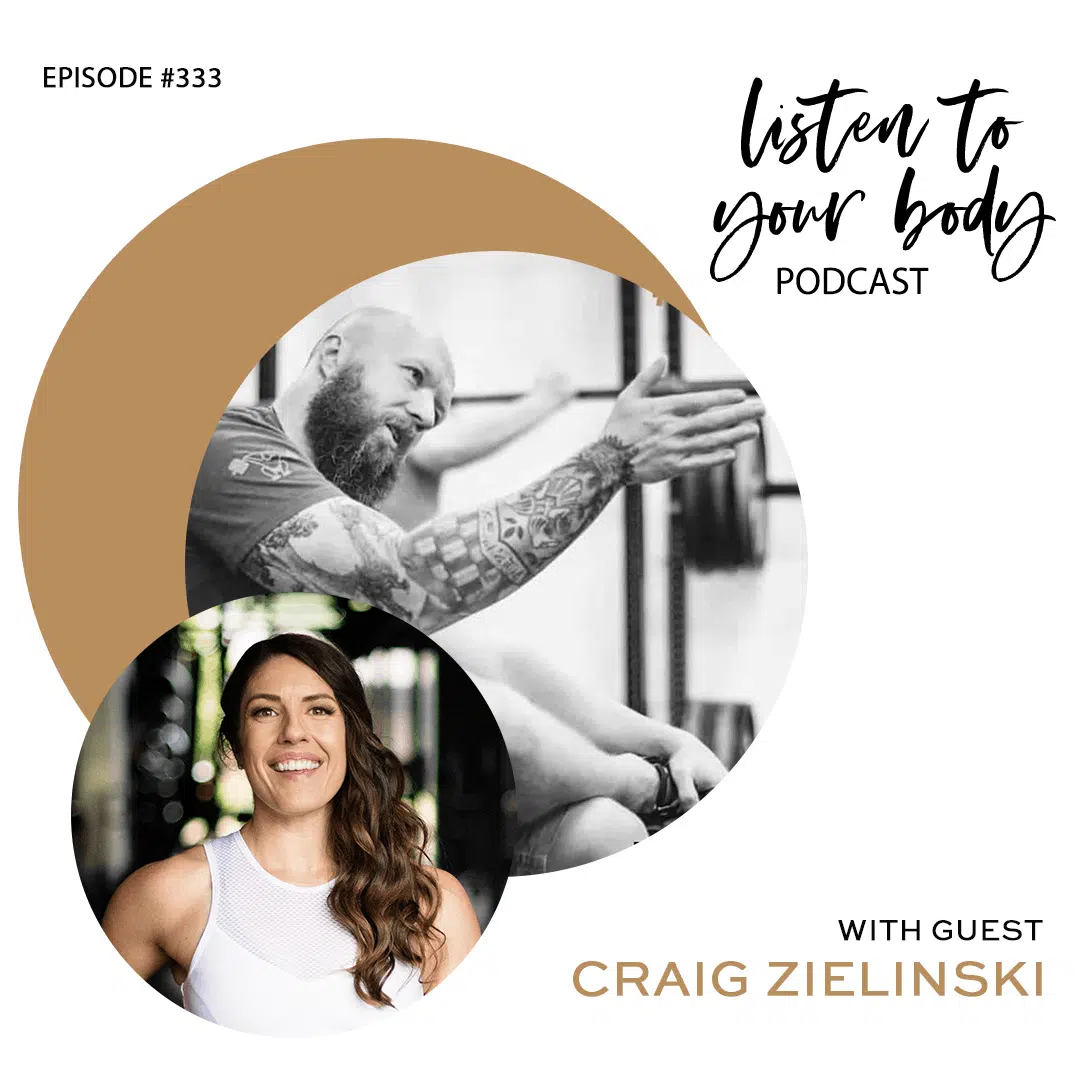 EPISODE #333
listen to
your body
PODCAST
WITH GUEST
CRAIG ZIELINSKI